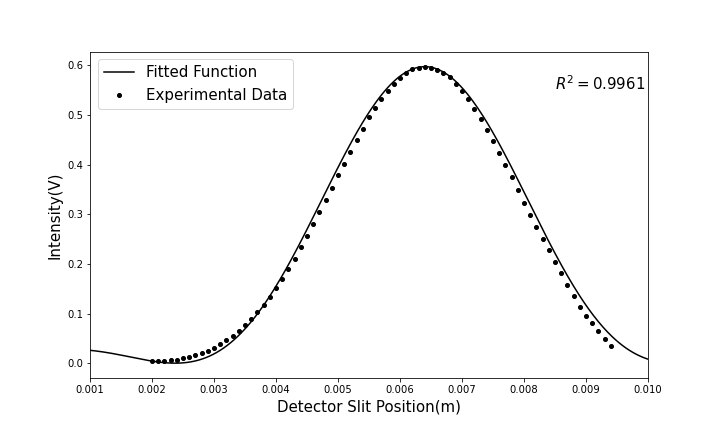 Fitted Function
Experimental Data
R² = 0.9961
Intensity(V)
0.6
0.5
0.4
0.3
0.2
0.1
0.0
0.001 0.002 0.003 0.004 0.005 0.006 0.007 0.008 0.009 0.010
Detector Slit Position(m)